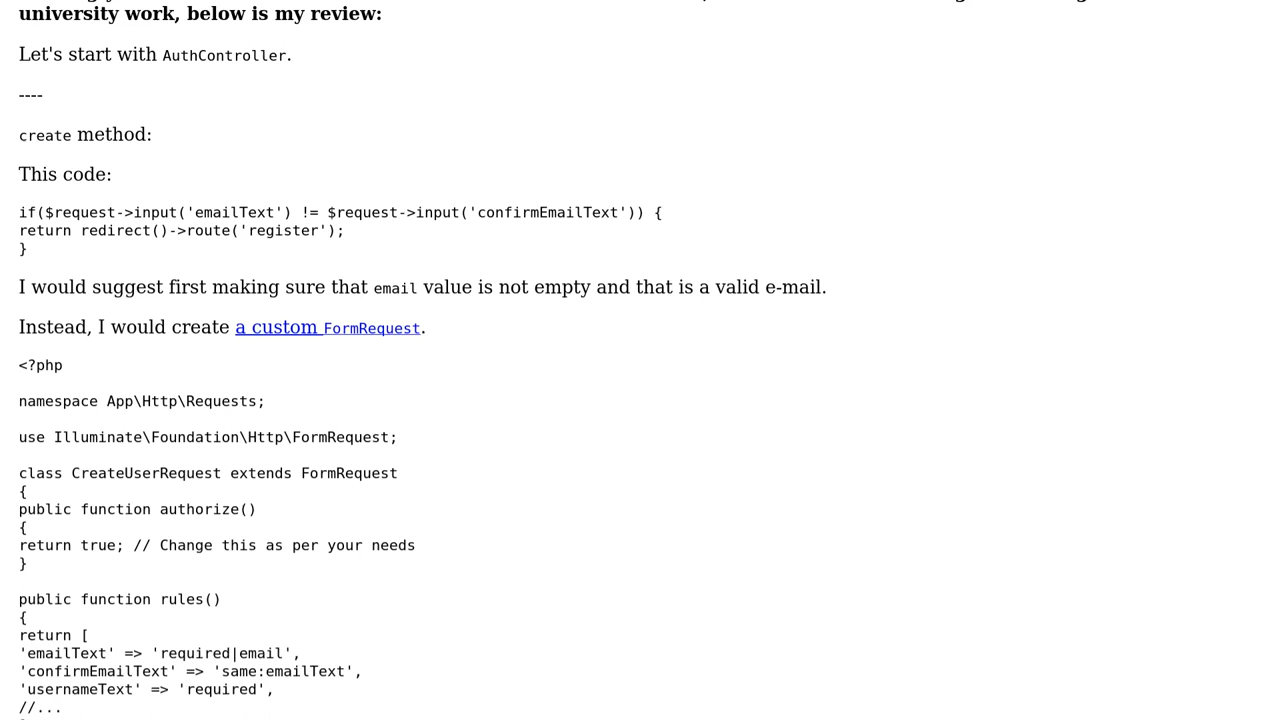 university work, below is my review:
Let's start with AuthController.
----
create method:
This code:
if($request->input('emailText') != $request->input('confirmEmailText')) {
return redirect()->route('register');
}
I would suggest first making sure that email value is not empty and that is a valid e-mail.
Instead, I would create a custom FormRequest.
<?php
namespace App\Http\Requests;
use Illuminate\Foundation\Http\FormRequest;
class CreateUserRequest extends FormRequest
{
public function authorize()
{
return true; // Change this as per your needs
}
public function rules()
{
return [
'emailText' => 'required|email',
'confirmEmailText' => 'same:emailText',
'usernameText' => 'required',
//...